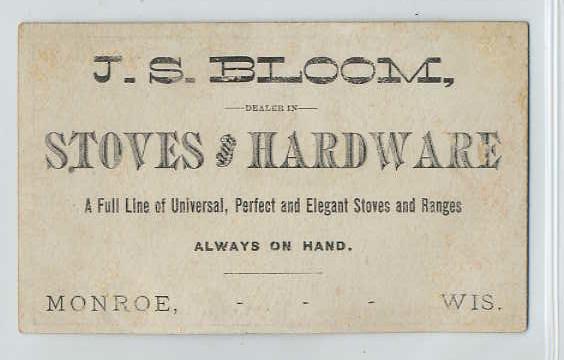 J. S. BLOOM,
DEALER IN
STOVES & HARDWARE
A Full Line of Universal, Perfect and Elegant Stoves and Ranges
ALWAYS ON HAND.
MONROE, - - - WIS.